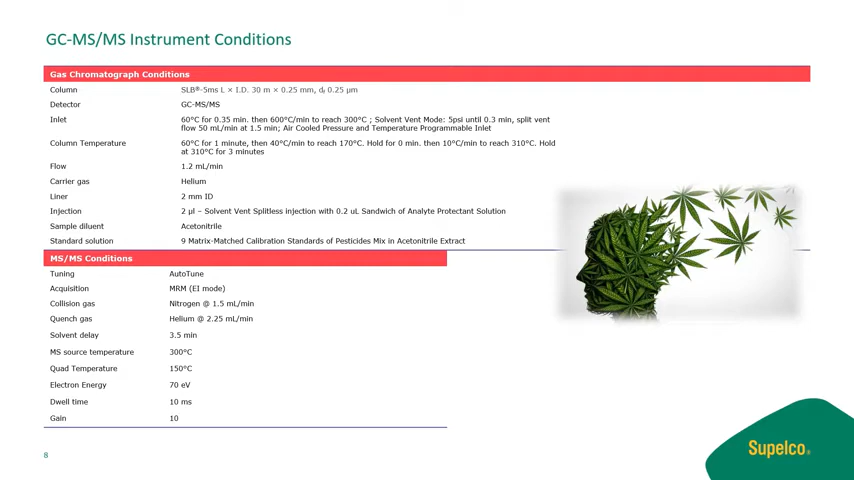 GC-MS/MS Instrument Conditions
Gas Chromatograph Conditions
Column SLB®-5ms L × I.D. 30 m × 0.25 mm, df 0.25 µm
Detector GC-MS/MS
Inlet 60°C for 0.35 min. then 600°C/min to reach 300°C ; Solvent Vent Mode: 5psi until 0.3 min, split vent
flow 50 mL/min at 1.5 min; Air Cooled Pressure and Temperature Programmable Inlet
Column Temperature 60°C for 1 minute, then 40°C/min to reach 170°C. Hold for 0 min. then 10°C/min to reach 310°C. Hold
at 310°C for 3 minutes
Flow 1.2 mL/min
Carrier gas Helium
Liner 2 mm ID
Injection 2 µl – Solvent Vent Splitless injection with 0.2 uL Sandwich of Analyte Protectant Solution
Sample diluent Acetonitrile
Standard solution 9 Matrix-Matched Calibration Standards of Pesticides Mix in Acetonitrile Extract
MS/MS Conditions
Tuning AutoTune
Acquisition MRM (EI mode)
Collision gas Nitrogen @ 1.5 mL/min
Quench gas Helium @ 2.25 mL/min
Solvent delay 3.5 min
MS source temperature 300°C
Quad Temperature 150°C
Electron Energy 70 eV
Dwell time 10 ms
Gain 10
8
Supelco®